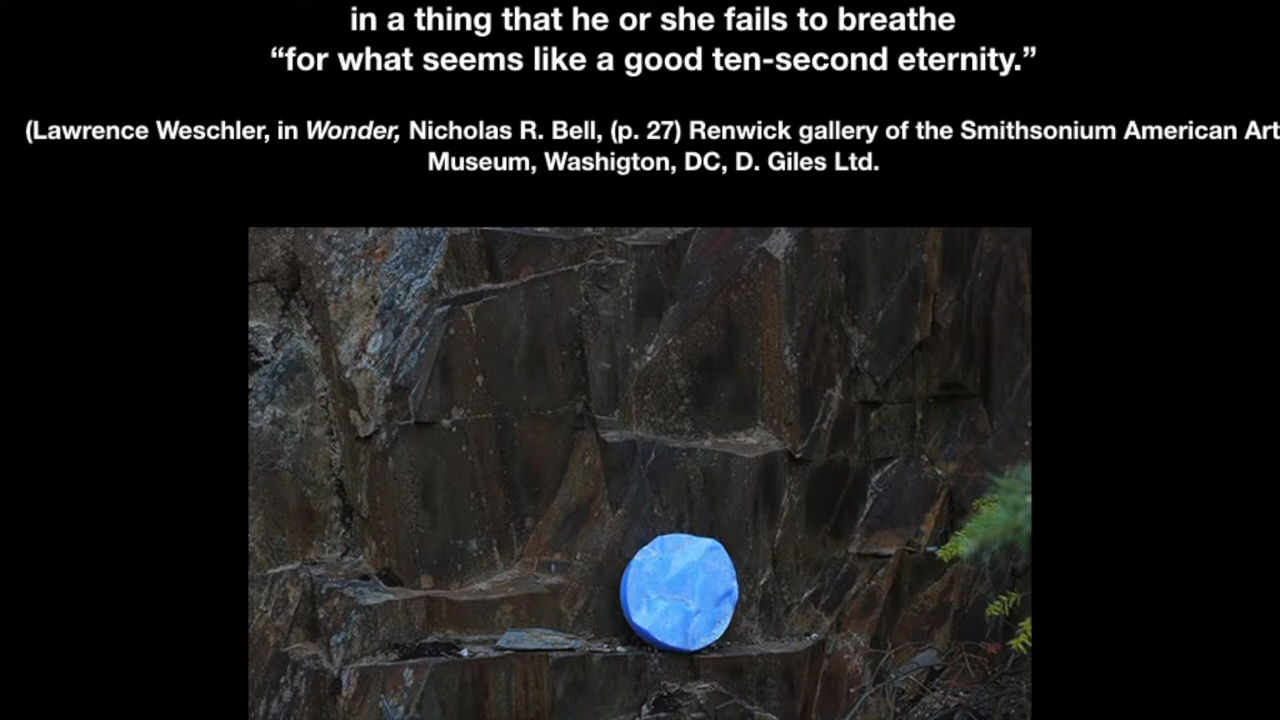 in a thing that he or she fails to breathe
“for what seems like a good ten-second eternity.”
(Lawrence Weschler, in Wonder, Nicholas R. Bell, (p. 27) Renwick gallery of the Smithsonium American Art
Museum, Washigton, DC, D. Giles Ltd.